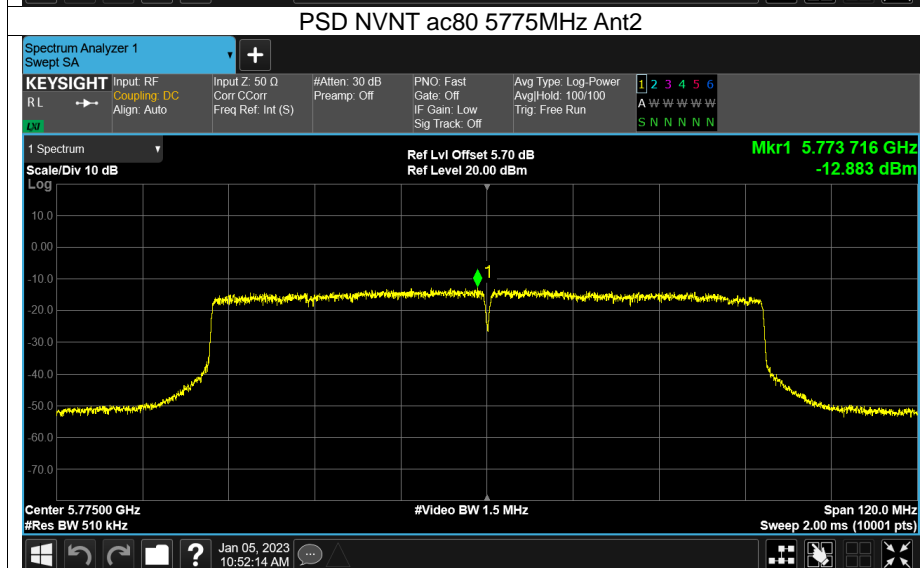 PSD NVNT ac80 5775MHz Ant2
Spectrum Analyzer 1
Swept SA
+
KEYSIGHT Input: RF Input Z: 50 Ω #Atten: 30 dB PNO: Fast Avg Type: Log-Power 1 2 3 4 5 6
RL Coupling: DC Corr CCorr Preamp: Off Gate: Off Avg|Hold: 100/100 A W W W W W
Align: Auto Freq Ref: Int (S) IF Gain: Low Trig: Free Run
LXI Sig Track: Off S N N N N N
1 Spectrum Ref Lvl Offset 5.70 dB Mkr1 5.773 716 GHz
Scale/Div 10 dB Ref Level 20.00 dBm -12.883 dBm
Log
10.0
0.00
1
-10.0
-20.0
-30.0
-40.0
-50.0
-60.0
-70.0
Center 5.77500 GHz #Video BW 1.5 MHz Span 120.0 MHz
#Res BW 510 kHz Sweep 2.00 ms (10001 pts)
? Jan 05, 2023
10:52:14 AM